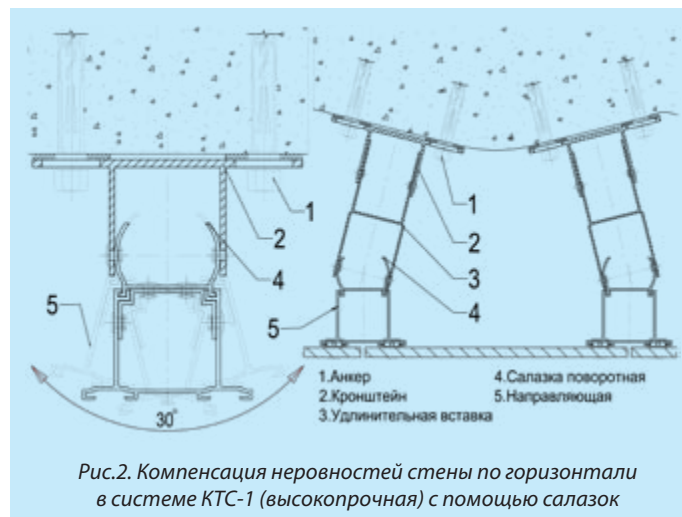 1
2
4
5
30°
1
2
3
4
5
1.Анкер
2.Кронштейн
3.Удлинительная вставка
4.Салазка поворотная
5.Направляющая
Рис.2. Компенсация неровностей стены по горизонтали
в системе КТС-1 (высокопрочная) с помощью салазок